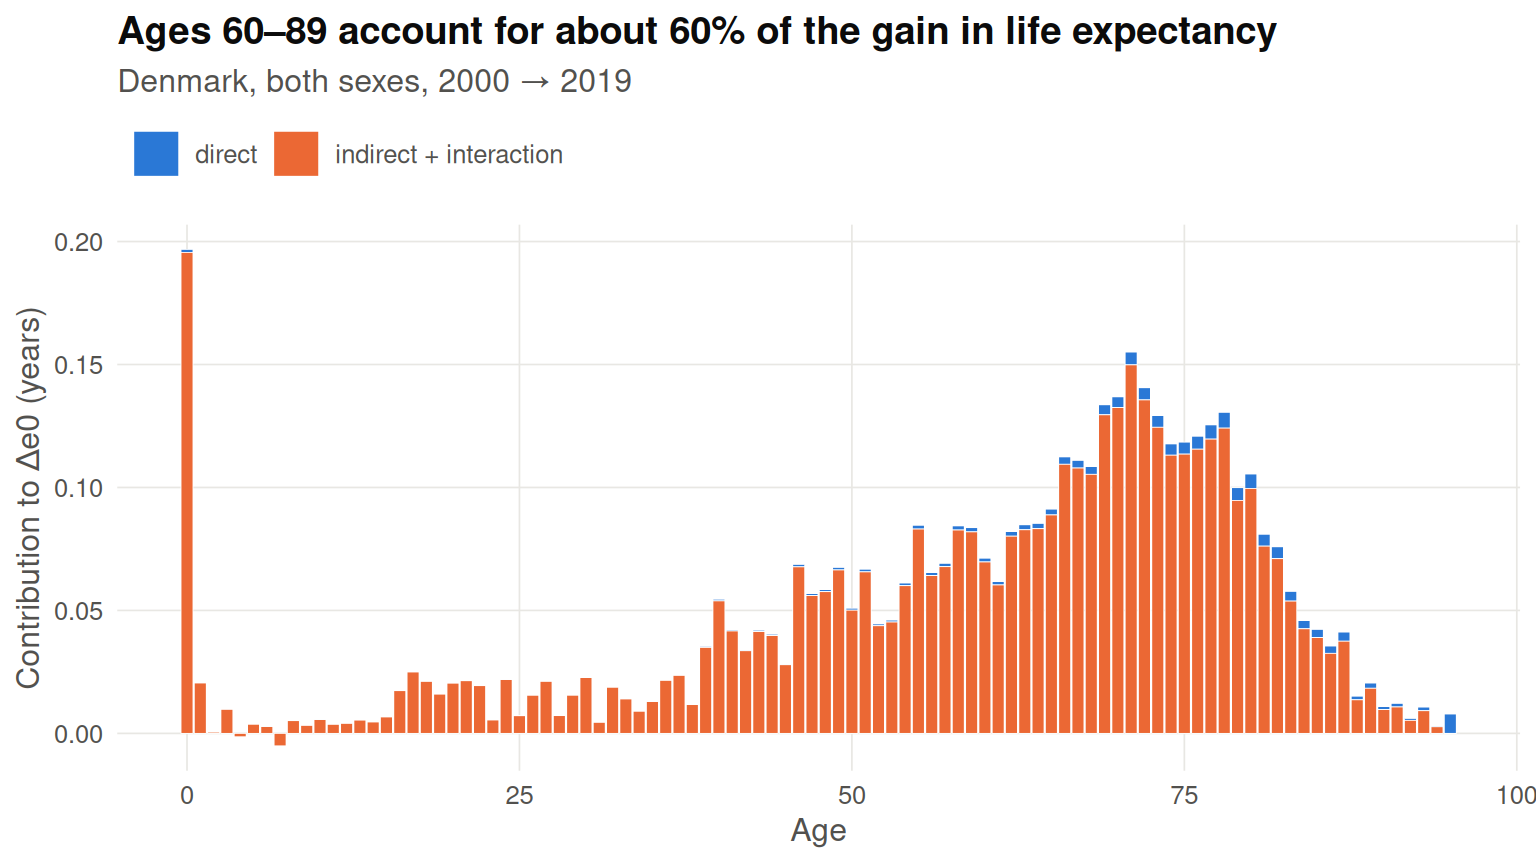 Ages 60–89 account for about 60% of the gain in life expectancy
Denmark, both sexes, 2000 → 2019
direct
indirect + interaction
Contribution to Δe0 (years)
0.20
0.15
0.10
0.05
0.00
0
25
50
75
100
Age